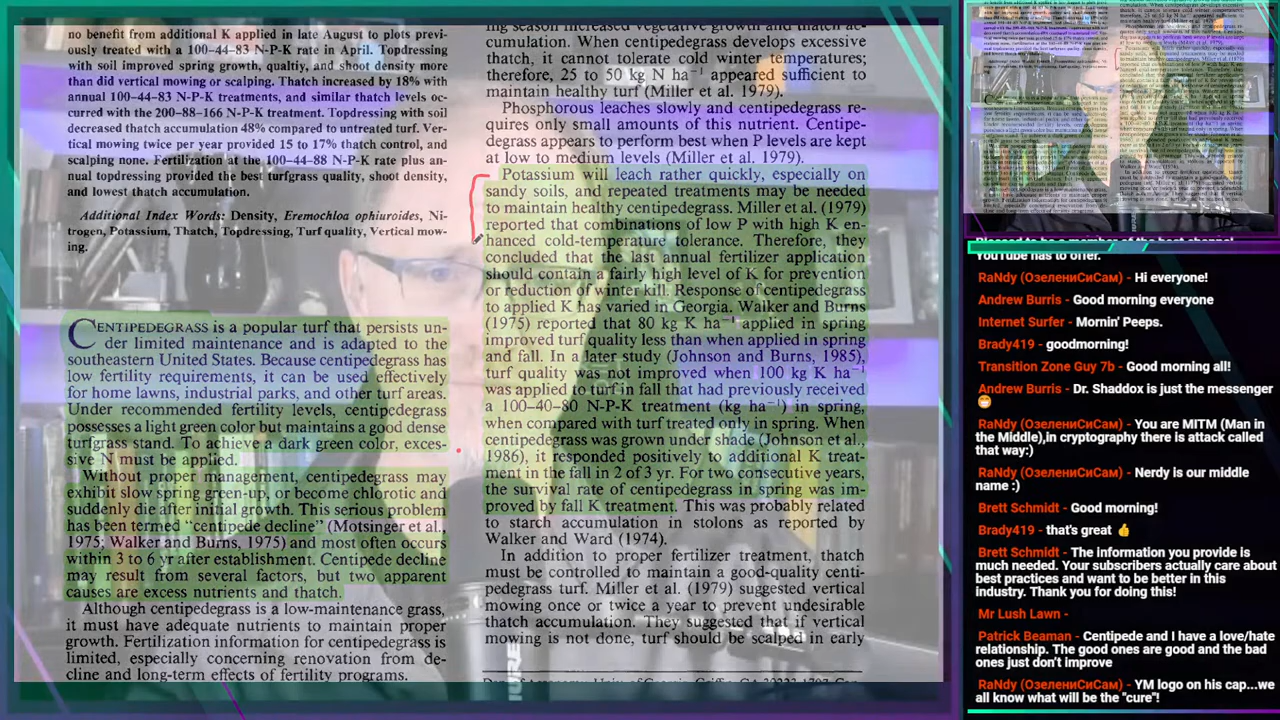 no benefit from additional K applied in
ly treated with a 100–44–83 N-P-K rate in April. Turf
with soil improved spring growth, quality, and density more
than did vertical mowing or scalping. Thatch increased by 48%
annual 100–44–83 N-P-K treatments, and similar thatch levels
curred with the 200–88–166 N-P-K treatment. Topdressing with soil
decreased thatch accumulation 48% compared to untreated turf. Ver-
tical mowing twice per year provided 15 to 17% thatch control, and
scalping none. Fertilization at the 100–44–88 N-P-K rate plus an-
nual topdressing provided the best turf growth, quality, and density,
and lowest thatch accumulation.
Additional Index Words: Density, Eremochloa ophiuroides, Ni-
trogen, Potassium, Thatch, Topdressing, Turf quality, Vertical mow-
ing.
CENTIPEDEGRASS is a popular turf that persists un-
der limited maintenance and is adapted to the
southeastern United States. Because centipedegrass has
low fertility requirements, it can be used effectively
for home lawns, industrial parks, and other turf areas.
Under recommended fertility levels, centipedegrass
possesses a light green color but maintains a good dense
turfgrass stand. To achieve a dark green color, exces-
sive N must be applied.
Without proper management, centipedegrass may
exhibit slow spring green-up, or become chlorotic and
suddenly die after initial growth. This serious problem
has been termed “centipede decline” (Motsinger et al.,
1975; Walker and Burns, 1975) and most often occurs
within 3 to 6 yr after establishment. Centipede decline
may result from several factors, but two apparent
causes are excess nutrients and thatch.
Although centipedegrass is a low-maintenance grass,
it must have adequate nutrients to maintain proper
growth. Fertilization information for centipedegrass is
limited, especially concerning renovation from de-
cline and long-term effects of fertility
tion. When centipedegrass develops excessive
thatch, it cannot survive cold winter temperatures;
therefore, 25 to 50 kg N ha⁻¹ appeared sufficient to
maintain healthy turf (Miller et al. 1979).
Phosphorous leaches slowly and centipedegrass re-
quires only small amounts of this nutrient. Centipe-
degrass appears to perform best when P levels are kept
at low to medium levels (Miller et al. 1979).
Potassium will leach rather quickly, especially on
sandy soils, and repeated treatments may be needed
to maintain healthy centipedegrass. Miller et al. (1979)
reported that combinations of low P with high K en-
hanced cold-temperature tolerance. Therefore, they
concluded that the last annual fertilizer application
should contain a fairly high level of K for prevention
or reduction of winter kill. Response of centipedegrass
to applied K has varied in Georgia. Walker and Burns
(1975) reported that 80 kg K ha⁻¹ applied in spring
improved turf quality less than when applied in spring
and fall. In a later study (Johnson and Burns, 1985),
turf quality was not improved when 100 kg K ha⁻¹
was applied to turf in fall that had previously received
a 100–40–80 N-P-K treatment (kg ha⁻¹) in spring,
when compared with turf treated only in spring. When
centipedegrass was grown under shade (Johnson et al.,
1986), it responded positively to additional K treat-
ment in the fall in 2 of 3 yr. For two consecutive years,
the survival rate of centipedegrass in spring was im-
proved by fall K treatment. This was probably related
to starch accumulation in stolons as reported by
Walker and Ward (1974).
In addition to proper fertilizer treatment, thatch
must be controlled to maintain a good-quality centi-
pedegrass turf. Miller et al. (1979) suggested vertical
mowing once or twice a year to prevent undesirable
thatch accumulation. They suggested that if vertical
mowing is not done, turf should be scalped in early
YouTube has to offer.
RaNdy (ОзелениСиСам) - Hi everyone!
Andrew Burris - Good morning everyone
Internet Surfer - Mornin' Peeps.
Brady419 - goodmorning!
Transition Zone Guy 7b - Good morning all!
Andrew Burris - Dr. Shaddox is just the messenger
😁
RaNdy (ОзелениСиСам) - You are MITM (Man in
the Middle),in cryptography there is attack called
that way:)
RaNdy (ОзелениСиСам) - Nerdy is our middle
name :)
Brett Schmidt - Good morning!
Brady419 - that's great 👍
Brett Schmidt - The information you provide is
much needed. Your subscribers actually care about
best practices and want to be better in this
industry. Thank you for doing this!
Mr Lush Lawn -
Patrick Beaman - Centipede and I have a love/hate
relationship. The good ones are good and the bad
ones just don't improve
RaNdy (ОзелениСиСам) - YM logo on his cap...we
all know what will be the "cure"!